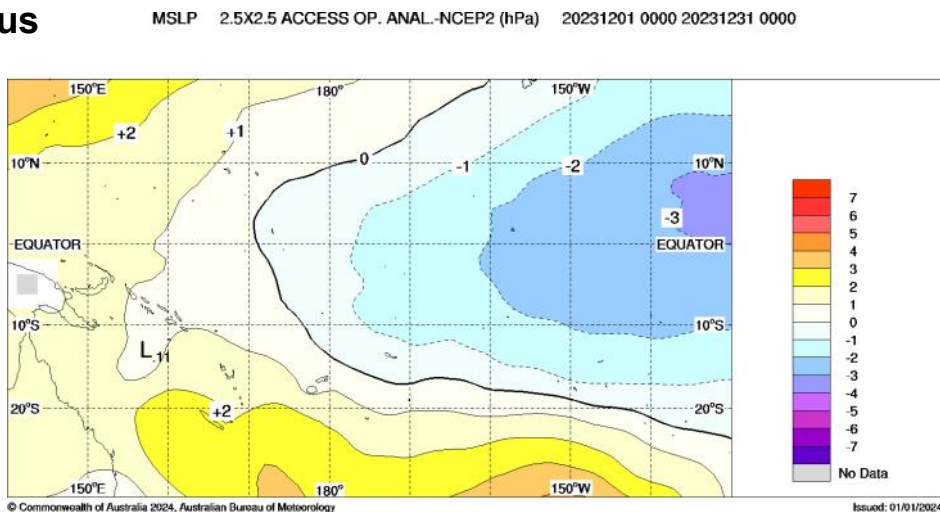 us
MSLP 2.5X2.5 ACCESS OP. ANAL.-NCEP2 (hPa) 20231201 0000 20231231 0000
150°E 180° 150°W
+2 +1 0 -1 -2
10°N 10°N
-3
EQUATOR EQUATOR
10°S 10°S
L .11
20°S +2 20°S
150°E 180° 150°W
7
6
5
4
3
2
1
0
-1
-2
-3
-4
-5
-6
-7
No Data
© Commonwealth of Australia 2024, Australian Bureau of Meteorology Issued: 01/01/2024